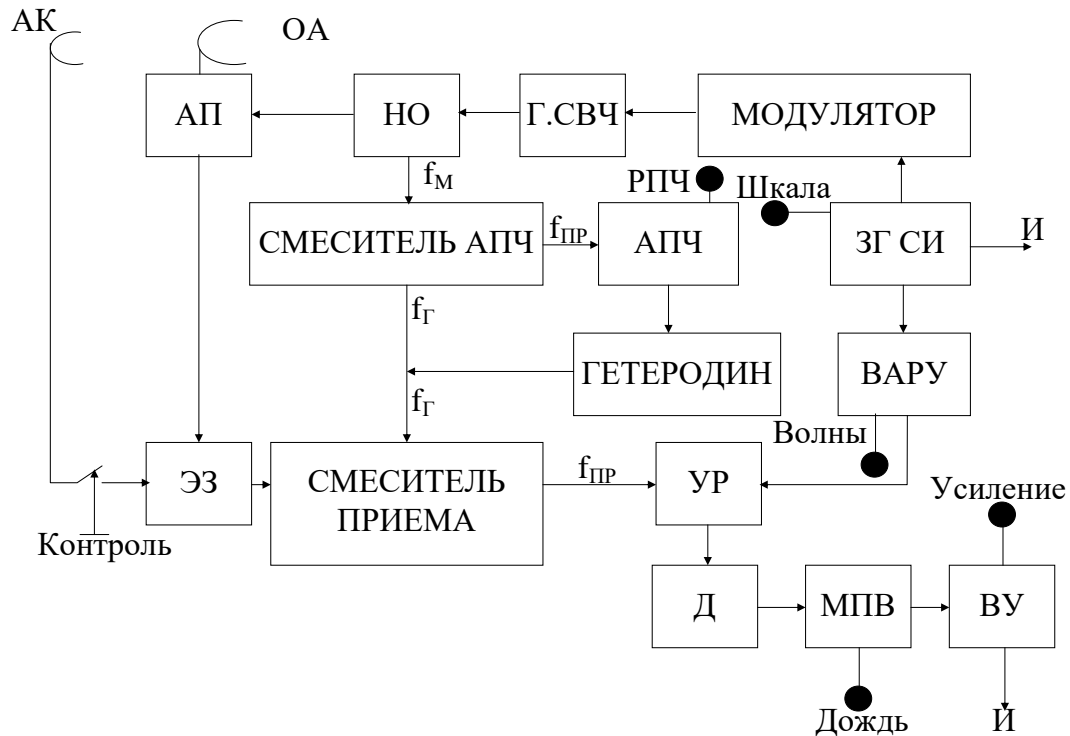 АК
ОА
АП
НО
Г.СВЧ
МОДУЛЯТОР
fМ
РПЧ
Шкала
СМЕСИТЕЛЬ АПЧ
fПР
АПЧ
ЗГ СИ
И
fГ
ГЕТЕРОДИН
ВАРУ
fГ
Волны
ЭЗ
СМЕСИТЕЛЬ
ПРИЕМА
fПР
УР
Усиление
Контроль
Д
МПВ
ВУ
Дождь
И